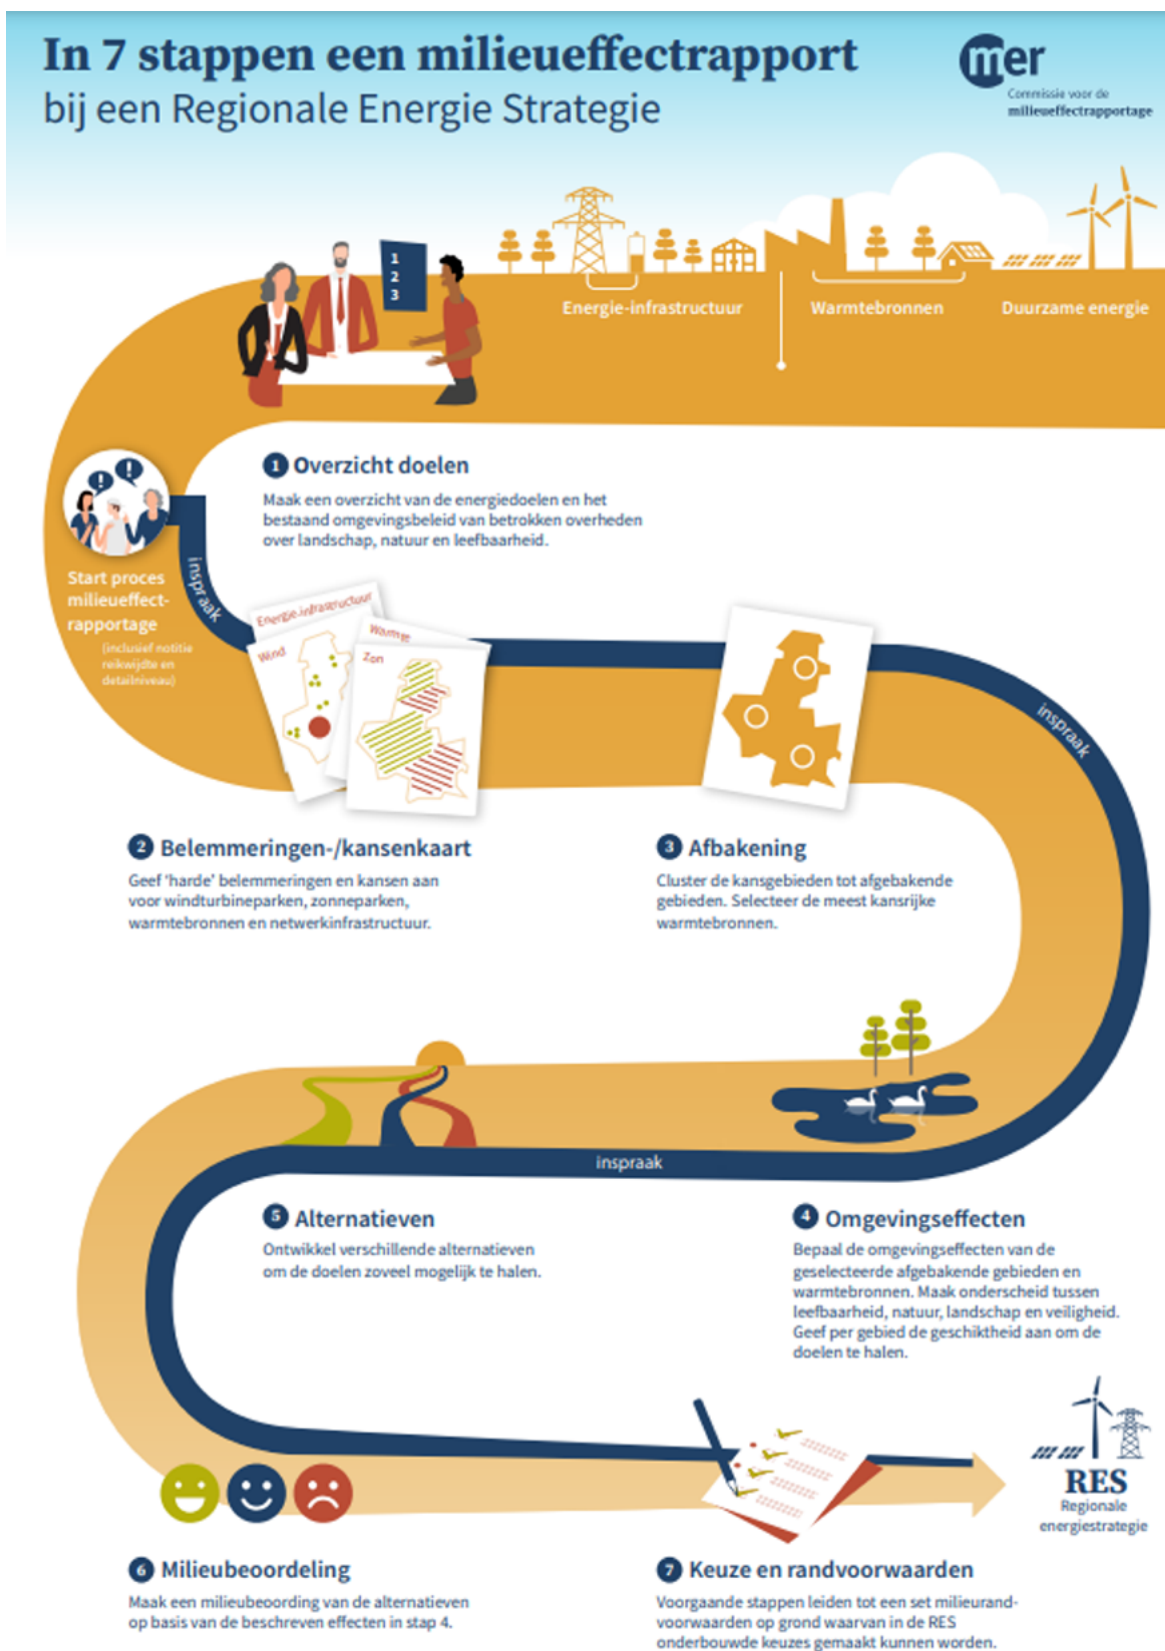 In 7 stappen een milieueffectrapport
bij een Regionale Energie Strategie
mer
Commissie voor de
milieueffectrapportage
1
2
3
Energie-infrastructuur
Warmtebronnen
Duurzame energie
1 Overzicht doelen
Maak een overzicht van de energiedoelen en het
bestaand omgevingsbeleid van betrokken overheden
over landschap, natuur en leefbaarheid.
! !
Start proces
milieueffect-
rapportage
(inclusief notitie
reikwijdte en
detailniveau)
inspraak
Energie-infrastructuur
Wind
Warmte
Zon
inspraak
2 Belemmeringen-/kansenkaart
Geef 'harde' belemmeringen en kansen aan
voor windturbineparken, zonneparken,
warmtebronnen en netwerkinfrastructuur.
3 Afbakening
Cluster de kansgebieden tot afgebakende
gebieden. Selecteer de meest kansrijke
warmtebronnen.
inspraak
5 Alternatieven
Ontwikkel verschillende alternatieven
om de doelen zoveel mogelijk te halen.
4 Omgevingseffecten
Bepaal de omgevingseffecten van de
geselecteerde afgebakende gebieden en
warmtebronnen. Maak onderscheid tussen
leefbaarheid, natuur, landschap en veiligheid.
Geef per gebied de geschiktheid aan om de
doelen te halen.
RES
Regionale
energiestrategie
6 Milieubeoordeling
Maak een milieubeoording van de alternatieven
op basis van de beschreven effecten in stap 4.
7 Keuze en randvoorwaarden
Voorgaande stappen leiden tot een set milieurand-
voorwaarden op grond waarvan in de RES
onderbouwde keuzes gemaakt kunnen worden.